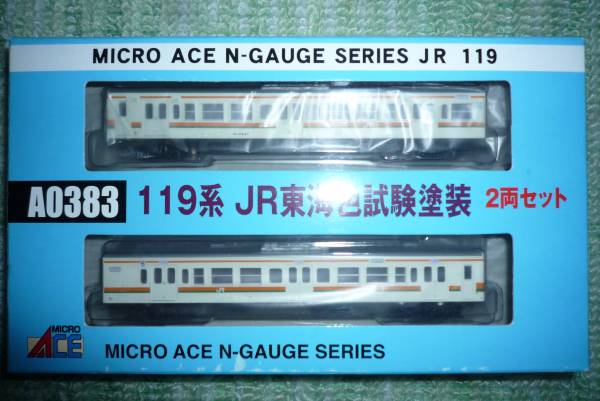 MICRO ACE N-GAUGE SERIES JR 119
A0383
119系 JR東海色試験塗装 2両セット
JR
MICRO
ACE
MICRO ACE N-GAUGE SERIES